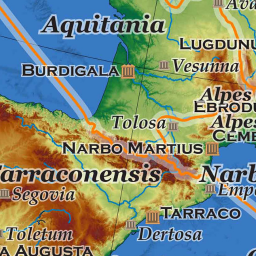 Ava
Aquitania
LUGDUNU
Vesunna
BURDIGALA
Alpes
EBRODU
Tolosa
Alpes
CEME
NARBO MARTIUS
Tarraconensis
Narb
Segovia
Empo
TARRACO
Toletum
Dertosa
A AUGUSTA